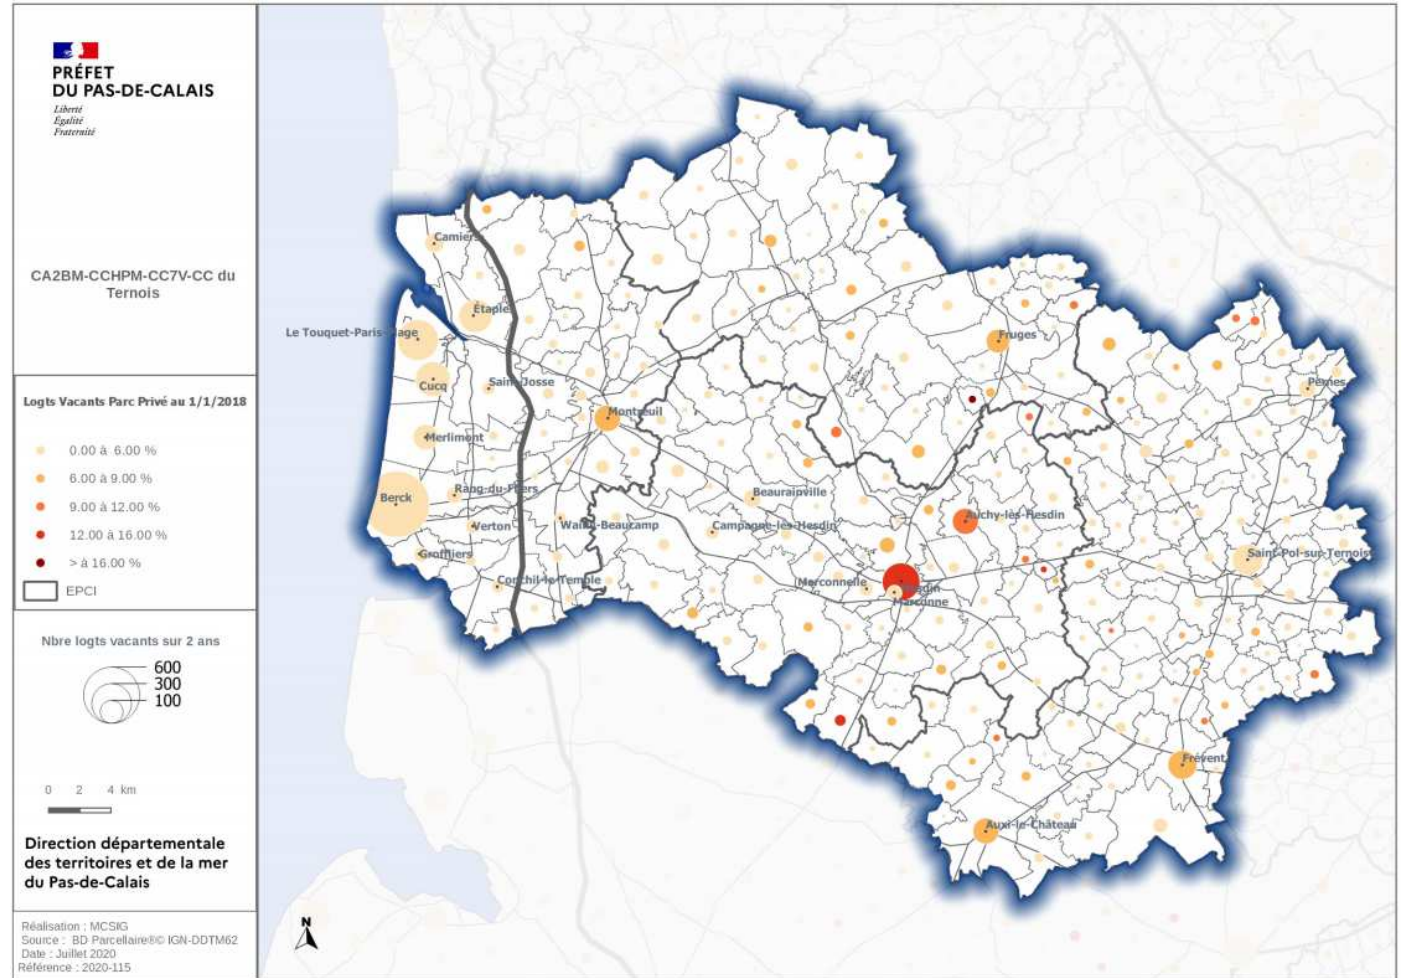 PRÉFET
DU PAS-DE-CALAIS
Liberté
Égalité
Fraternité
CA2BM-CCHPM-CC7V-CC du
Ternois
Logts Vacants Parc Privé au 1/1/2018
0.00 à 6.00 %
6.00 à 9.00 %
9.00 à 12.00 %
12.00 à 16.00 %
> à 16.00 %
EPCI
Nbre logts vacants sur 2 ans
600
300
100
0 2 4 km
Direction départementale
des territoires et de la mer
du Pas-de-Calais
Réalisation : MCSIG
Source : BD Parcellaire®© IGN-DDTM62
Date : Juillet 2020
Référence : 2020-115
N
Camiers
Étaples
Le Touquet-Paris-Plage
Cucq
Saint-Josse
Merlimont
Montreuil
Berck
Rang-du-Fliers
Verton
Wailly-Beaucamp
Groffliers
Conchil-le-Temple
Beaurainville
Campagne-lès-Hesdin
Fruges
Pernes
Auchy-lès-Hesdin
Saint-Pol-sur-Ternoise
Marconnelle
Hesdin
Marconne
Frévent
Auxi-le-Château